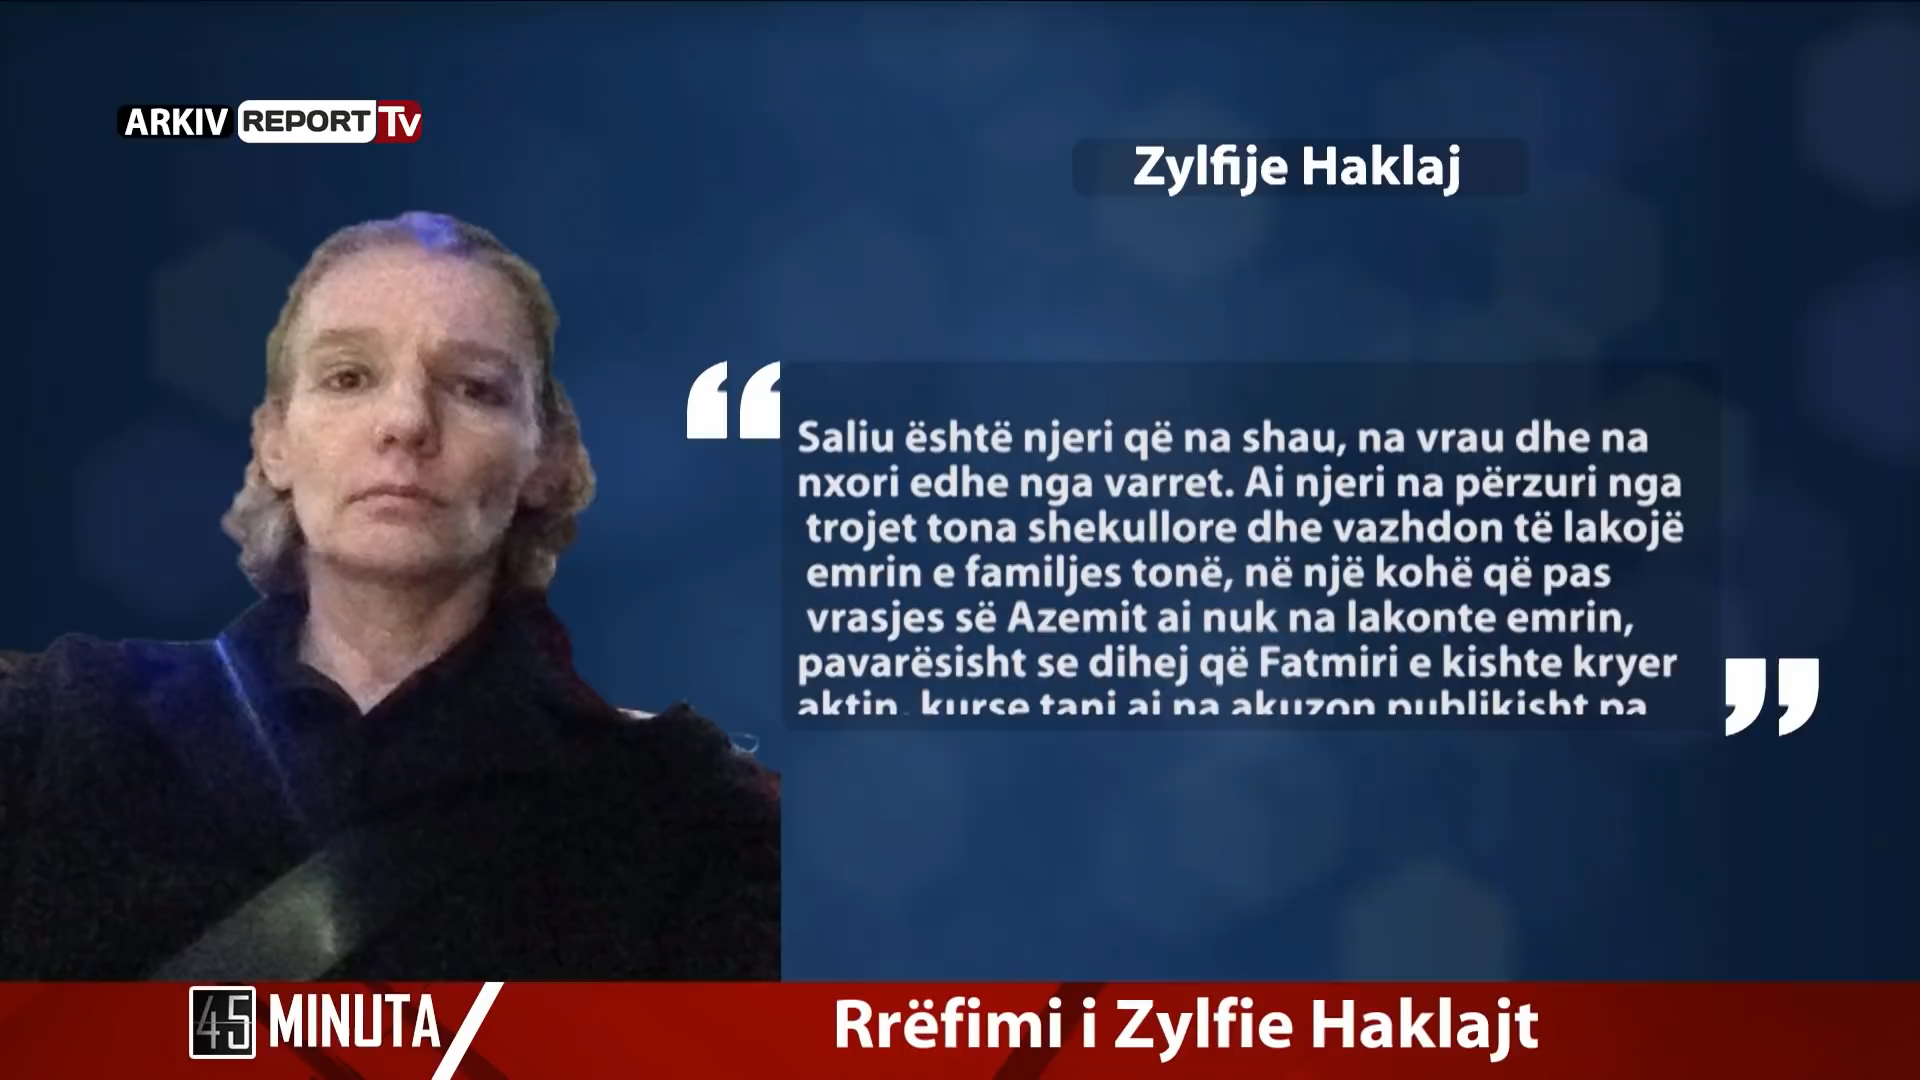 ARKIV REPORT Tv
Zylfije Haklaj
“
Saliu është njeri që na shau, na vrau dhe na
nxori edhe nga varret. Ai njeri na përzuri nga
trojet tona shekullore dhe vazhdon të lakojë
emrin e familjes tonë, në një kohë që pas
vrasjes së Azemit ai nuk na lakonte emrin,
pavarësisht se dihej që Fatmiri e kishte kryer
aktin, kurse tani ai na akuzon publikisht na
”
45 MINUTA
Rrëfimi i Zylfie Haklajt